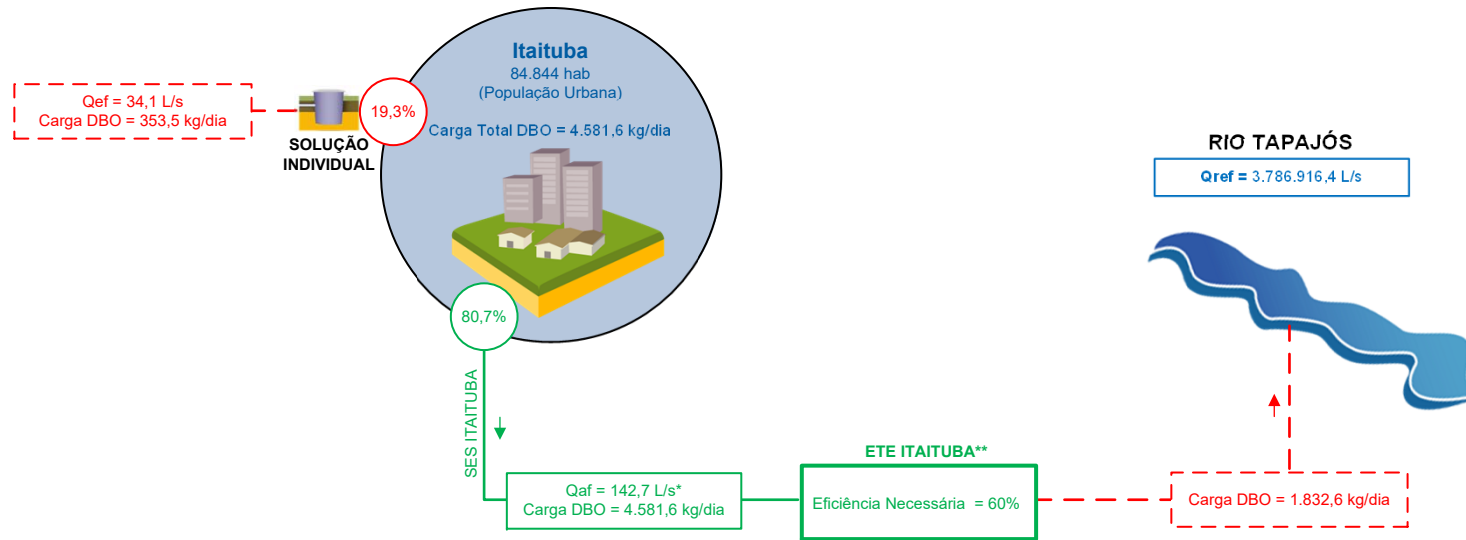 Itaituba
84.844 hab
(População Urbana)
Carga Total DBO = 4.581,6 kg/dia
Qef = 34,1 L/s
Carga DBO = 353,5 kg/dia
19,3%
SOLUÇÃO
INDIVIDUAL
RIO TAPAJÓS
Qref = 3.786.916,4 L/s
80,7%
SES ITAITUBA
ETE ITAITUBA**
Qaf = 142,7 L/s*
Carga DBO = 4.581,6 kg/dia
Eficiência Necessária = 60%
Carga DBO = 1.832,6 kg/dia